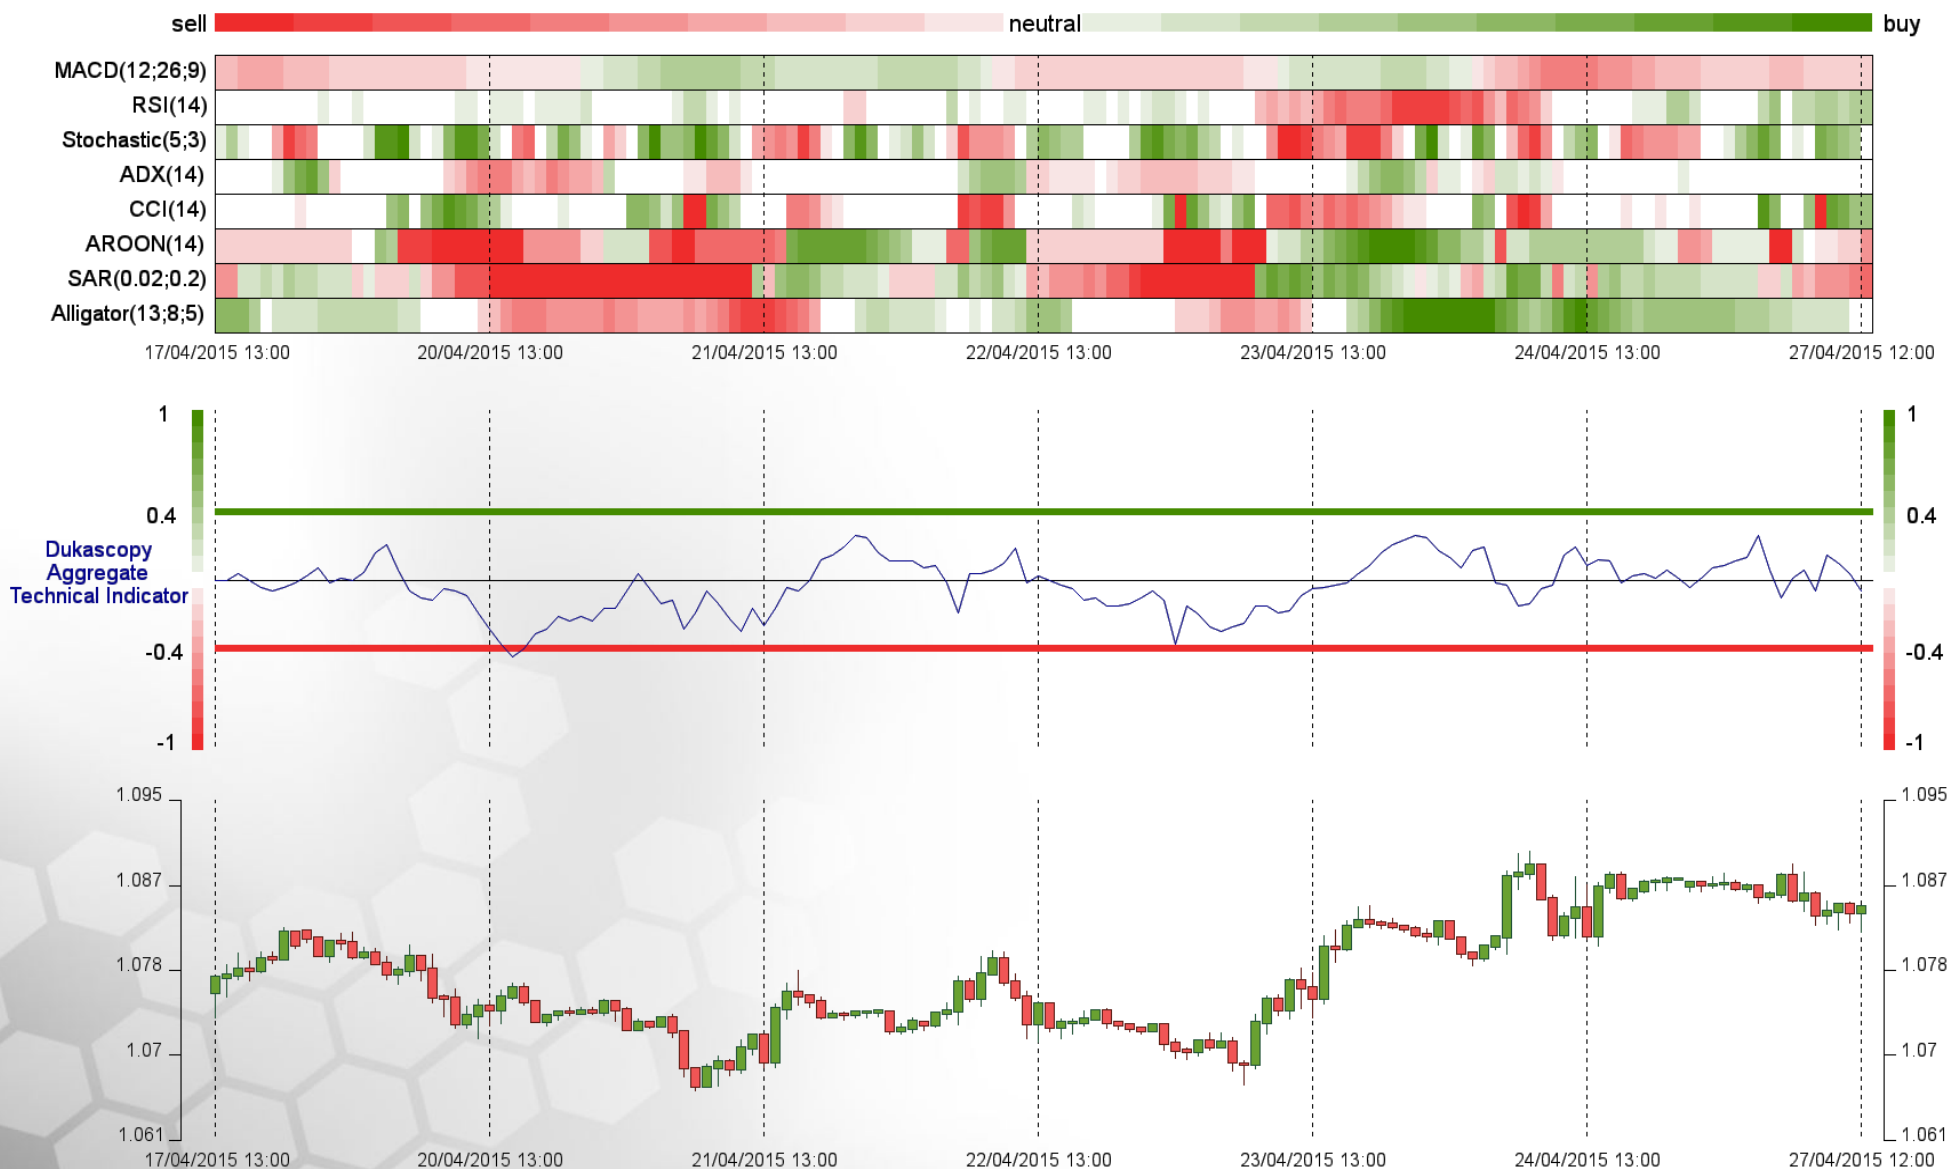 sell neutral buy
MACD(12;26;9)
RSI(14)
Stochastic(5;3)
ADX(14)
CCI(14)
AROON(14)
SAR(0.02;0.2)
Alligator(13;8;5)
17/04/2015 13:00 20/04/2015 13:00 21/04/2015 13:00 22/04/2015 13:00 23/04/2015 13:00 24/04/2015 13:00 27/04/2015 12:00
1 1
0.4 0.4
Dukascopy
Aggregate
Technical Indicator
-0.4 -0.4
-1 -1
1.095 1.095
1.087 1.087
1.078 1.078
1.07 1.07
1.061 1.061
17/04/2015 13:00 20/04/2015 13:00 21/04/2015 13:00 22/04/2015 13:00 23/04/2015 13:00 24/04/2015 13:00 27/04/2015 12:00